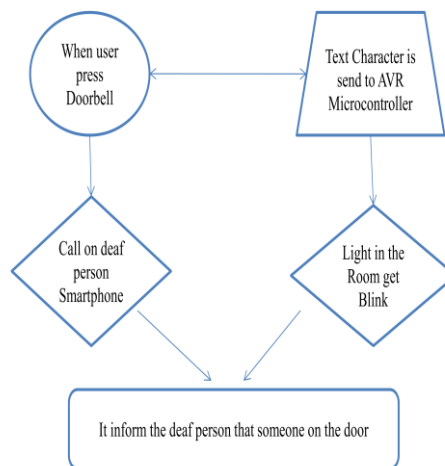 When user
press
Doorbell
Text Character is
send to AVR
Microcontroller
Call on deaf
person
Smartphone
Light in the
Room get
Blink
It inform the deaf person that someone on the door